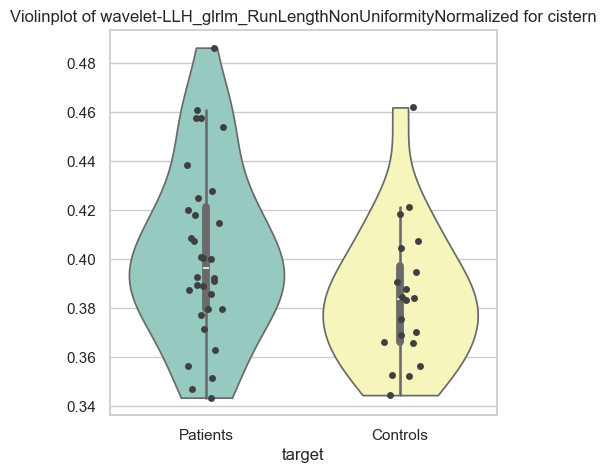 Violinplot of wavelet-LLH_glrlm_RunLengthNonUniformityNormalized for cistern
0.48
0.46
0.44
0.42
0.40
0.38
0.36
0.34
Patients
Controls
target